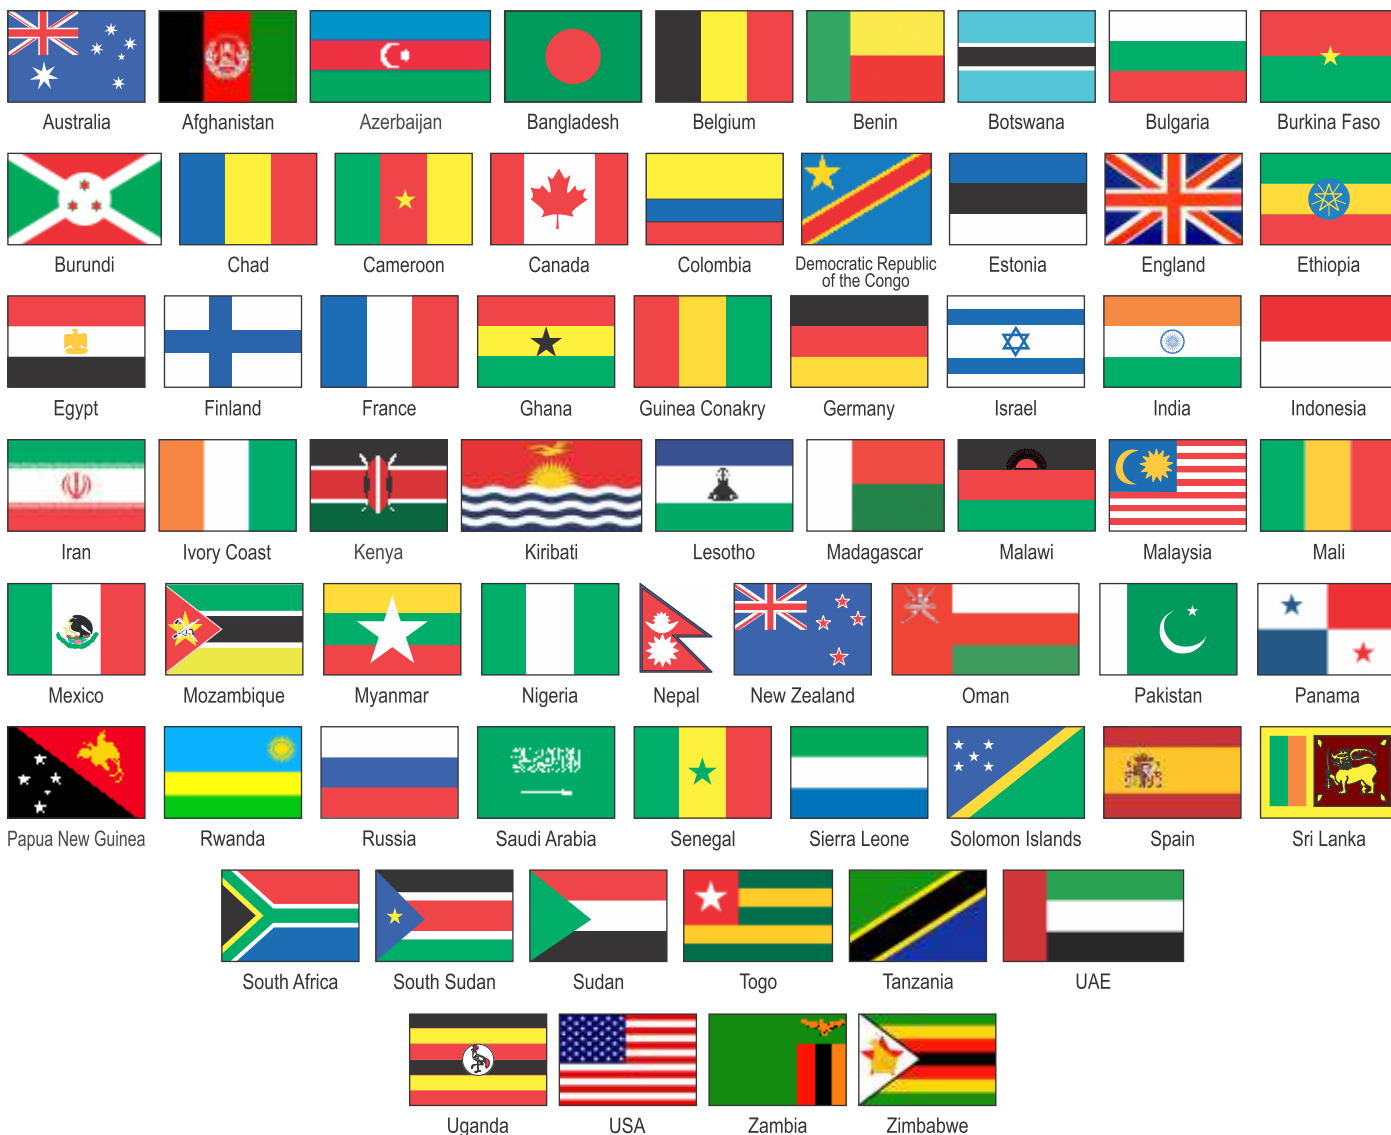 Australia
Afghanistan
Azerbaijan
Bangladesh
Belgium
Benin
Botswana
Bulgaria
Burkina Faso
Burundi
Chad
Cameroon
Canada
Colombia
Democratic Republic
of the Congo
Estonia
England
Ethiopia
Egypt
Finland
France
Ghana
Guinea Conakry
Germany
Israel
India
Indonesia
Iran
Ivory Coast
Kenya
Kiribati
Lesotho
Madagascar
Malawi
Malaysia
Mali
Mexico
Mozambique
Myanmar
Nigeria
Nepal
New Zealand
Oman
Pakistan
Panama
Papua New Guinea
Rwanda
Russia
Saudi Arabia
Senegal
Sierra Leone
Solomon Islands
Spain
Sri Lanka
South Africa
South Sudan
Sudan
Togo
Tanzania
UAE
Uganda
USA
Zambia
Zimbabwe